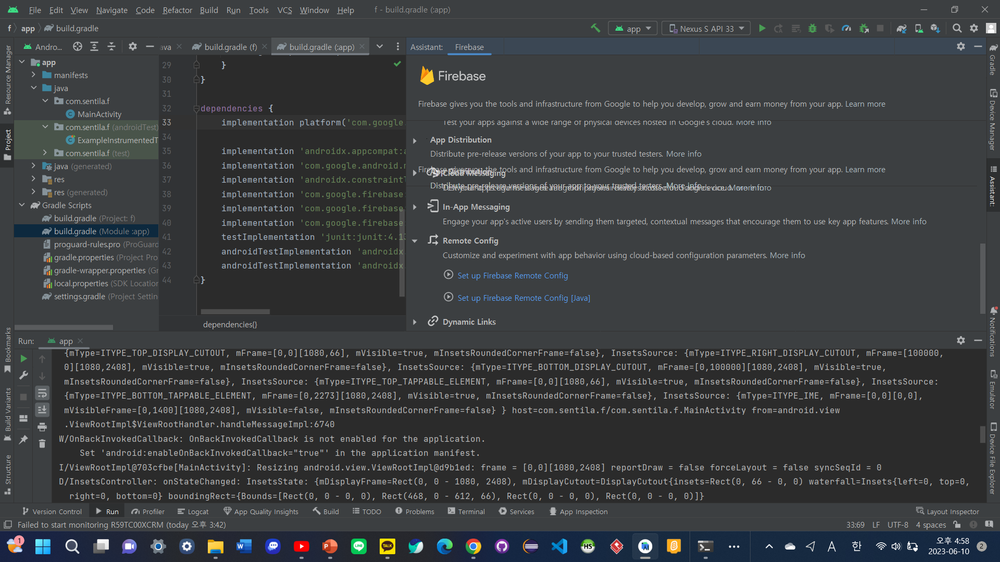 File Edit View Navigate Code Refactor Build Run Tools VCS Window Help f - build.gradle (:app)
f app build.gradle
app Nexus S API 33
Andro... ava build.gradle (f) build.gradle (:app)
Assistant: Firebase
Resource Manager
Project
Bookmarks
Build Variants
Structure
app
manifests
java
com.sentila.f
MainActivity
com.sentila.f (androidTest)
ExampleInstrumentedT
com.sentila.f (test)
java (generated)
res
res (generated)
Gradle Scripts
build.gradle (Project: f)
build.gradle (Module :app)
proguard-rules.pro (ProGuard
gradle.properties (Project Pro
gradle-wrapper.properties (Gr
local.properties (SDK Location
settings.gradle (Project Settin
29 }
30 }
31
32 dependencies {
33 implementation platform('com.google.
34
35 implementation 'androidx.appcompat:a
36 implementation 'com.google.android.m
37 implementation 'androidx.constraintl
38 implementation 'com.google.firebase:
39 implementation 'com.google.firebase:
40 implementation 'com.google.firebase:
41 testImplementation 'junit:junit:4.13
42 androidTestImplementation 'androidx.
43 androidTestImplementation 'androidx.
44 }
dependencies{}
Firebase
Firebase gives you the tools and infrastructure from Google to help you develop, grow and earn money from your app. Learn more
Test your apps against a wide range of physical devices hosted in Google's cloud. More info
App Distribution
Distribute pre-release versions of your app to your trusted testers. More info
Firebase gives you the tools and infrastructure from Google to help you develop, grow and earn money from your app. Learn more
App Distribution
Cloud Messaging
Distribute pre-release versions of your app to your trusted testers. More info
In-App Messaging
Engage your app's active users by sending them targeted, contextual messages that encourage them to use key app features. More info
Remote Config
Customize and experiment with app behavior using cloud-based configuration parameters. More info
Set up Firebase Remote Config
Set up Firebase Remote Config [Java]
Dynamic Links
Gradle
Device Manager
Assistant:
Notifications
Emulator
Device File Explorer
Run: app
{mType=ITYPE_TOP_DISPLAY_CUTOUT, mFrame=[0,0][1080,66], mVisible=true, mInsetsRoundedCornerFrame=false}, InsetsSource: {mType=ITYPE_RIGHT_DISPLAY_CUTOUT, mFrame=[100000,
0][1080,2408], mVisible=true, mInsetsRoundedCornerFrame=false}, InsetsSource: {mType=ITYPE_BOTTOM_DISPLAY_CUTOUT, mFrame=[0,100000][1080,2408], mVisible=true,
mInsetsRoundedCornerFrame=false}, InsetsSource: {mType=ITYPE_TOP_TAPPABLE_ELEMENT, mFrame=[0,0][1080,66], mVisible=true, mInsetsRoundedCornerFrame=false}, InsetsSource:
{mType=ITYPE_BOTTOM_TAPPABLE_ELEMENT, mFrame=[0,2273][1080,2408], mVisible=true, mInsetsRoundedCornerFrame=false}, InsetsSource: {mType=ITYPE_IME, mFrame=[0,0][0,0],
mVisibleFrame=[0,1400][1080,2408], mVisible=false, mInsetsRoundedCornerFrame=false} } host=com.sentila.f/com.sentila.f.MainActivity from=android.view
.ViewRootImpl$ViewRootHandler.handleMessageImpl:6740
W/OnBackInvokedCallback: OnBackInvokedCallback is not enabled for the application.
Set 'android:enableOnBackInvokedCallback="true"' in the application manifest.
I/ViewRootImpl@703cfbe[MainActivity]: Resizing android.view.ViewRootImpl@d9b1ed: frame = [0,0][1080,2408] reportDraw = false forceLayout = false syncSeqId = 0
D/InsetsController: onStateChanged: InsetsState: {mDisplayFrame=Rect(0, 0 - 1080, 2408), mDisplayCutout=DisplayCutout{insets=Rect(0, 66 - 0, 0) waterfall=Insets{left=0, top=0,
right=0, bottom=0} boundingRect={Bounds=[Rect(0, 0 - 0, 0), Rect(468, 0 - 612, 66), Rect(0, 0 - 0, 0), Rect(0, 0 - 0, 0)]}
Version Control Run Profiler Logcat App Quality Insights Build TODO Problems Terminal Services App Inspection Layout Inspector
Failed to start monitoring R59TC00XCRM (today 오후 3:42) 33:69 LF UTF-8 4 spaces
1 LINE TALK HS A 한 오후 4:58
2023-06-10 2